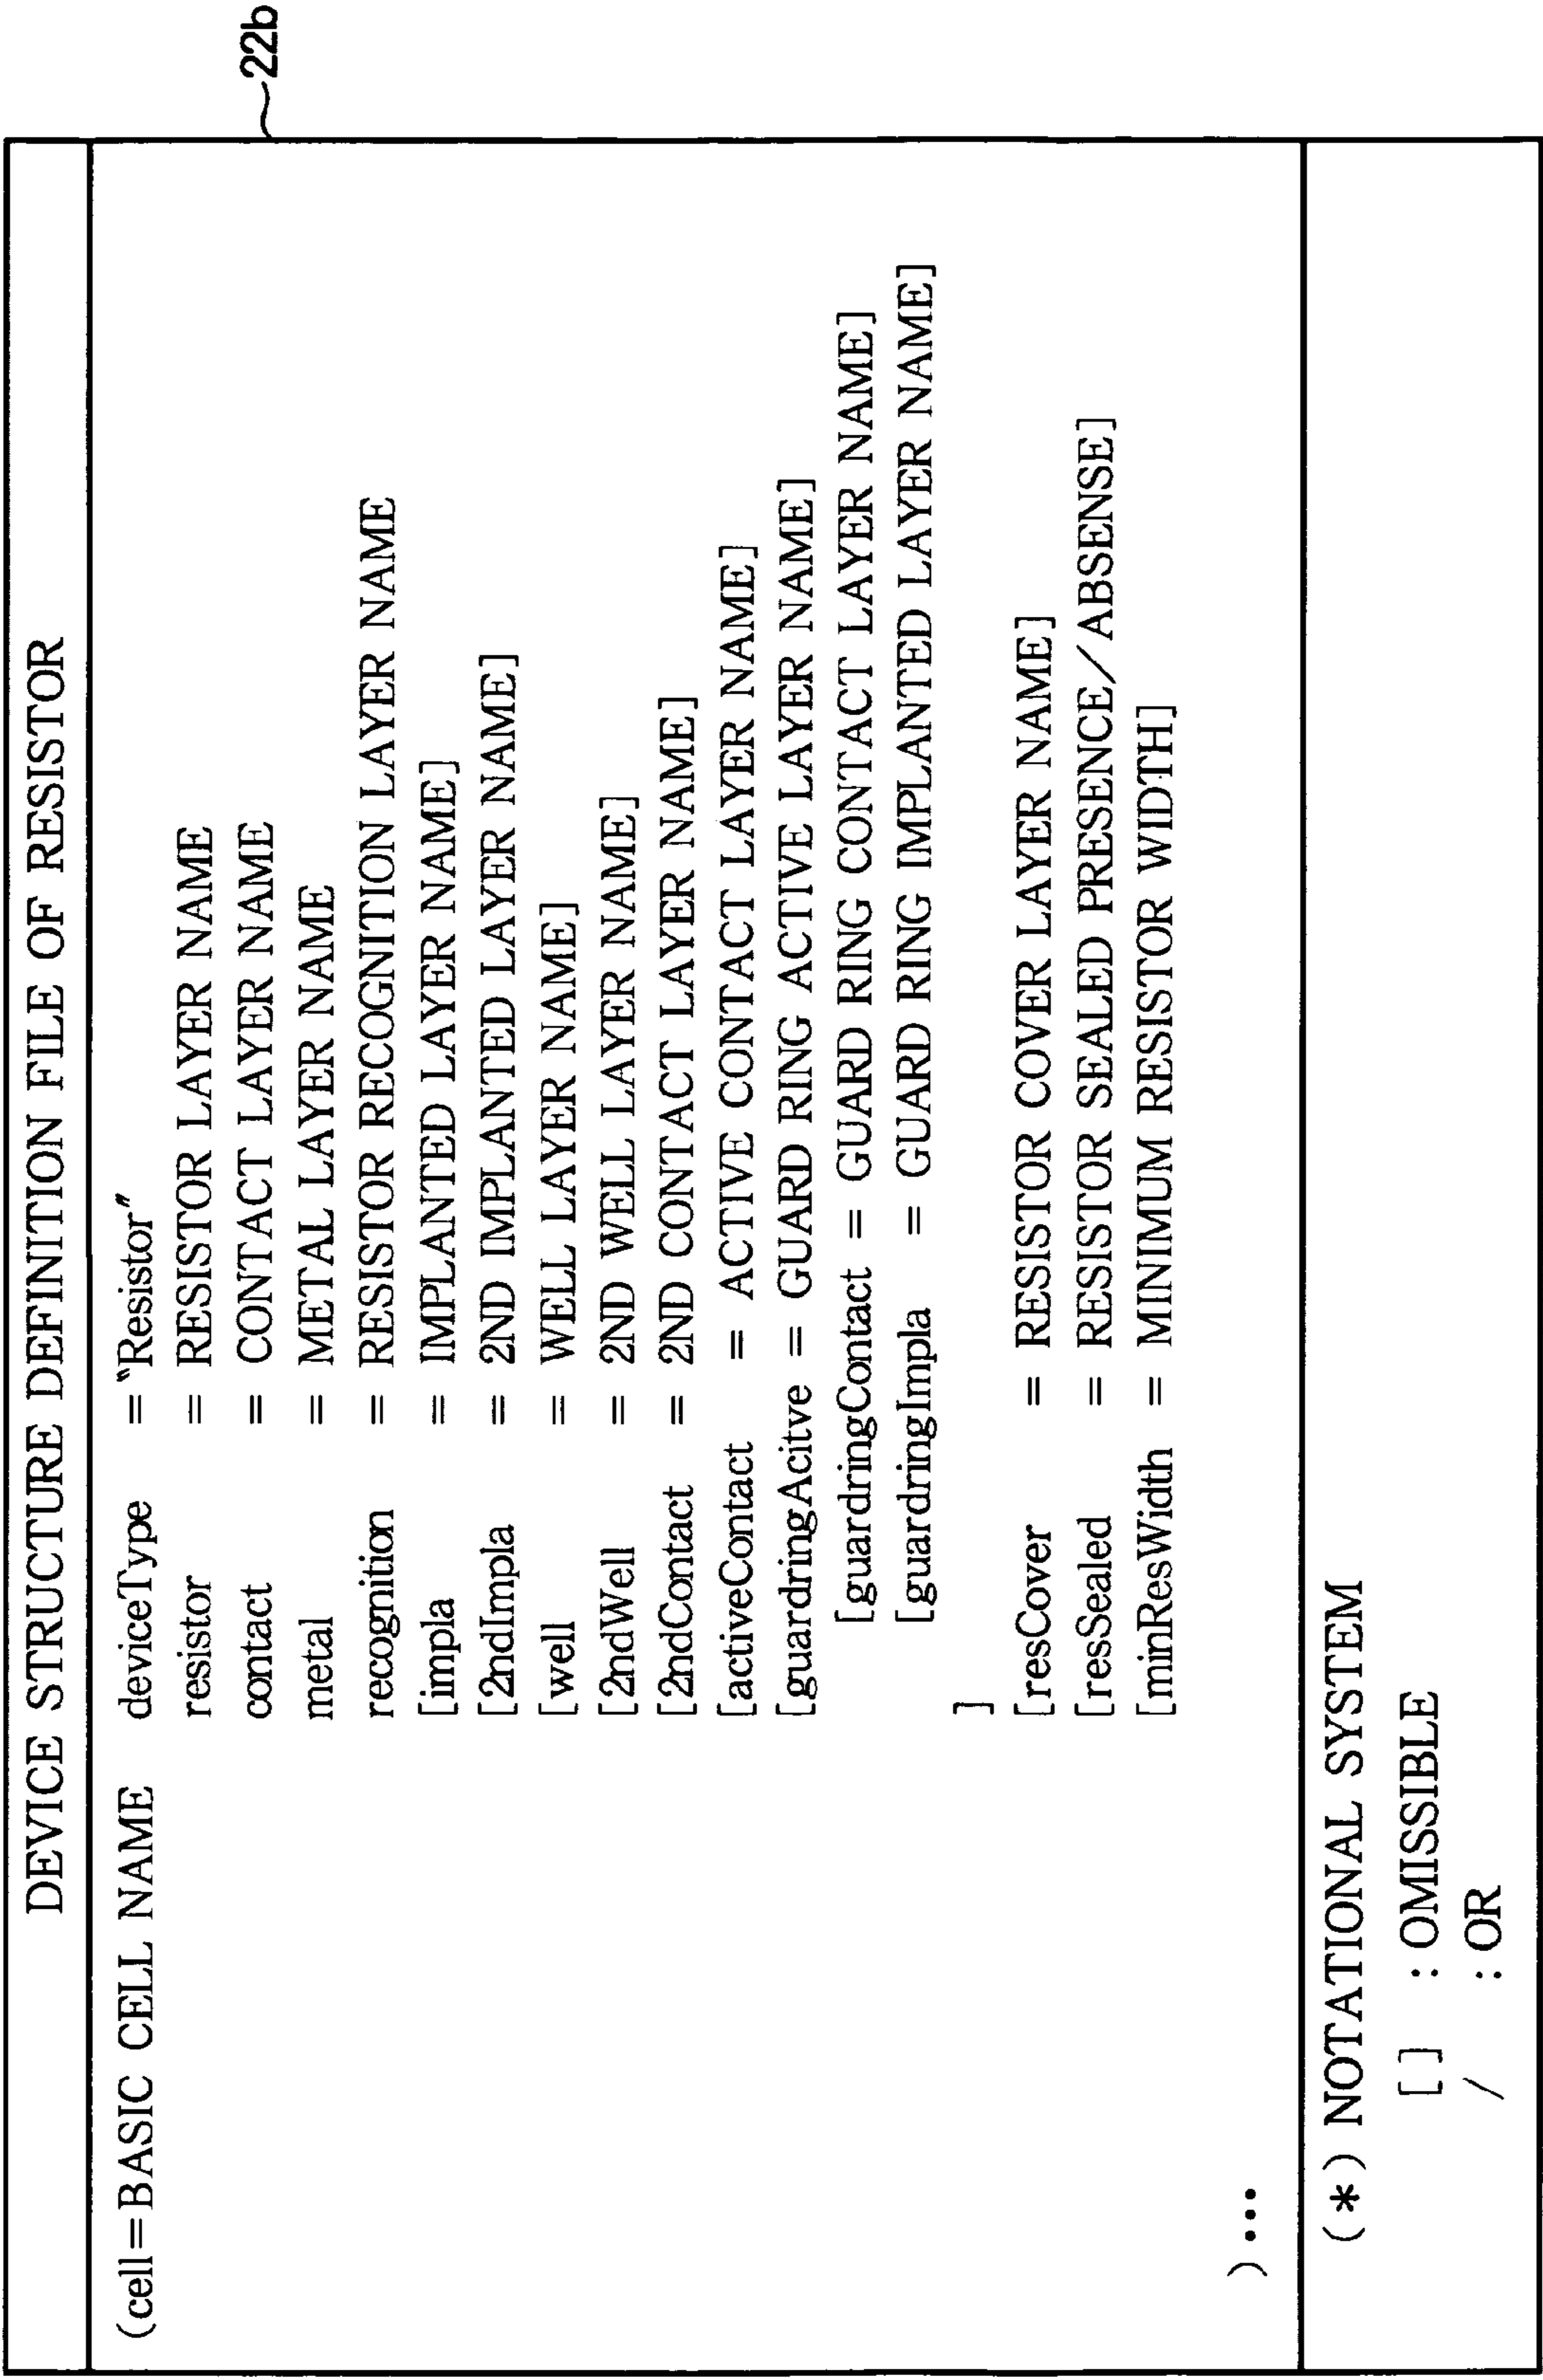 DEVICE STRUCTURE DEFINITION FILE OF RESISTOR
22b
(cell=BASIC CELL NAME deviceType = "Resistor"
resistor = RESISTOR LAYER NAME
contact = CONTACT LAYER NAME
metal = METAL LAYER NAME
recognition = RESISTOR RECOGNITION LAYER NAME
[impla = IMPLANTED LAYER NAME]
[2ndImpla = 2ND IMPLANTED LAYER NAME]
[well = WELL LAYER NAME]
[2ndWell = 2ND WELL LAYER NAME]
[2ndContact = 2ND CONTACT LAYER NAME]
[activeContact = ACTIVE CONTACT LAYER NAME]
[guardringAcitve = GUARD RING ACTIVE LAYER NAME]
[guardringContact = GUARD RING CONTACT LAYER NAME]
[guardringImpla = GUARD RING IMPLANTED LAYER NAME]
]
[resCover = RESISTOR COVER LAYER NAME]
[resSealed = RESISTOR SEALED PRESENCE/ABSENSE]
[minResWidth = MINIMUM RESISTOR WIDTH]
)...
(*) NOTATIONAL SYSTEM
[ ] : OMISSIBLE
/ : OR